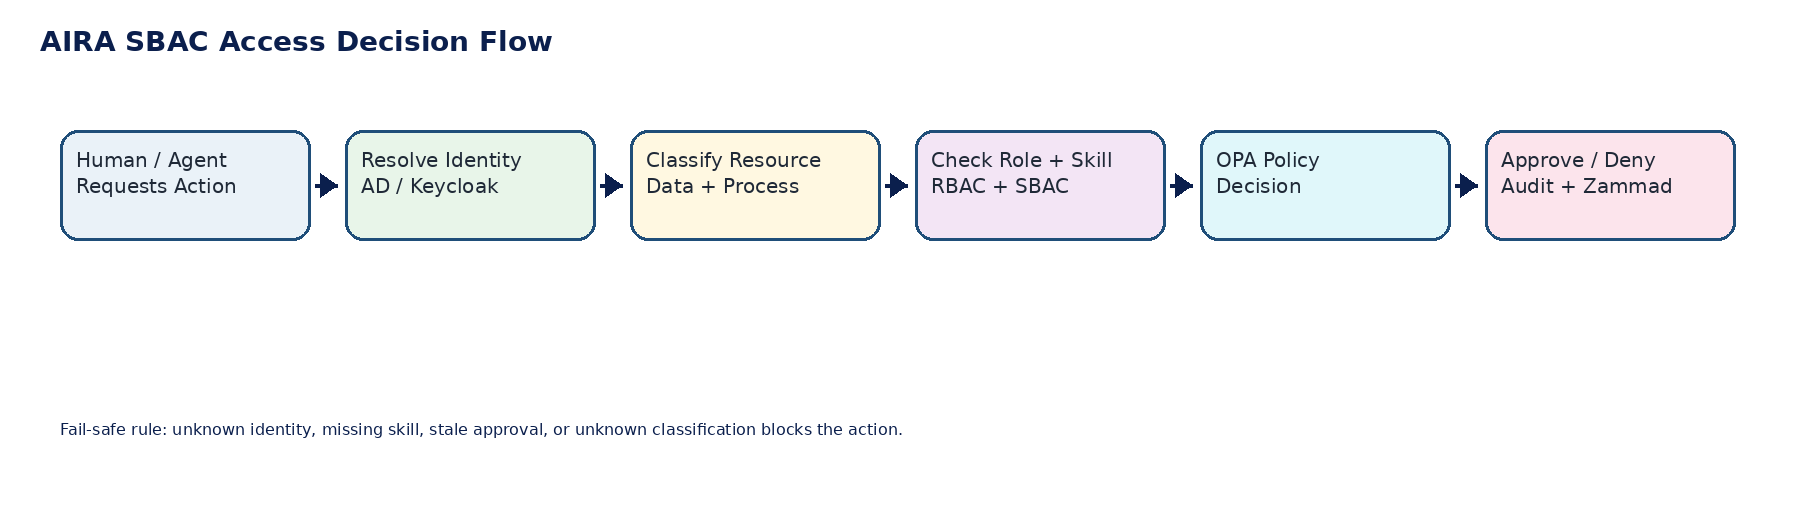 AIRA SBAC Access Decision Flow
Human / Agent
Requests Action
Resolve Identity
AD / Keycloak
Classify Resource
Data + Process
Check Role + Skill
RBAC + SBAC
OPA Policy
Decision
Approve / Deny
Audit + Zammad
Fail-safe rule: unknown identity, missing skill, stale approval, or unknown classification blocks the action.